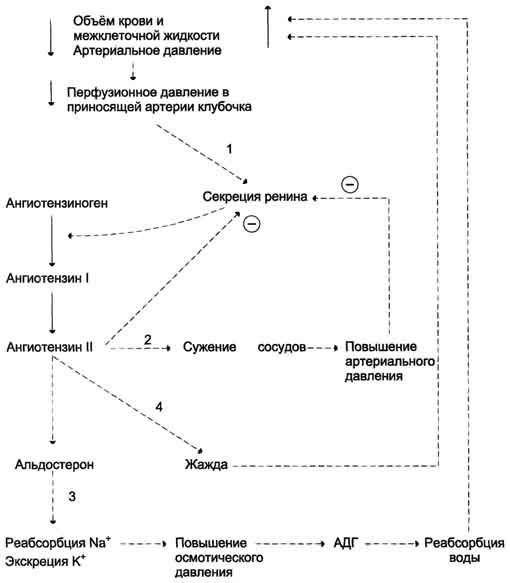 Объём крови и
межклеточной жидкости
Артериальное давление
Перфузионное давление в
приносящей артерии клубочка
1
Секреция ренина
Ангиотензиноген
Ангиотензин I
Ангиотензин II
2
Сужение сосудов
Повышение
артериального
давления
4
Альдостерон
Жажда
3
Реабсорбция Na⁺
Экскреция K⁺
Повышение
осмотического
давления
АДГ
Реабсорбция
воды